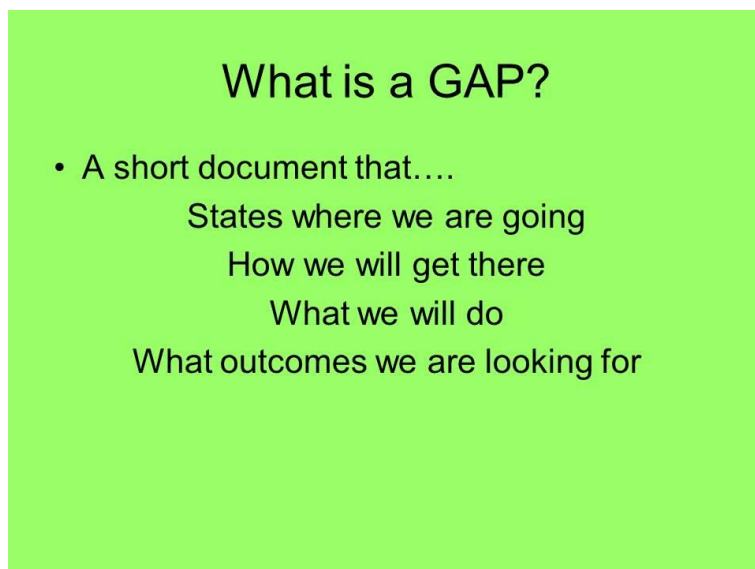 What is a GAP?
• A short document that….
States where we are going
How we will get there
What we will do
What outcomes we are looking for